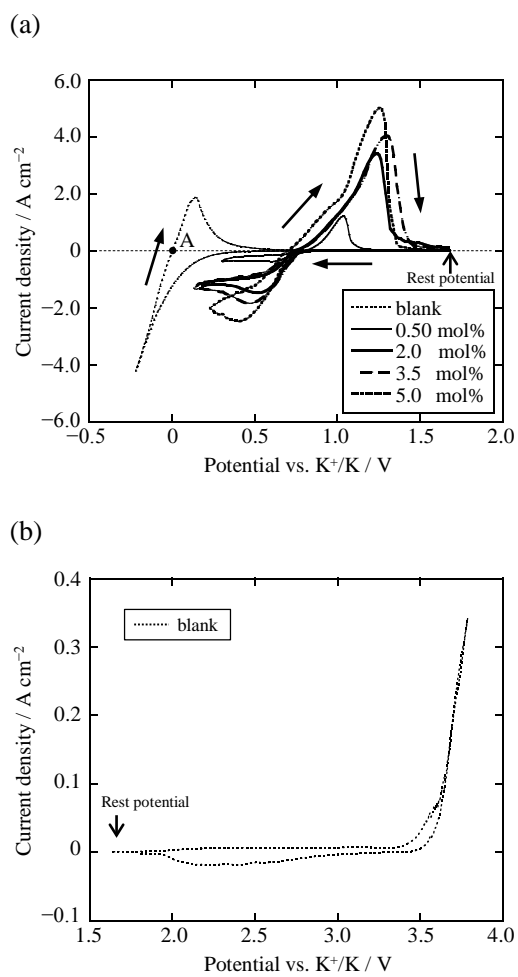 (a)
6.0
4.0
2.0
0
−2.0
−4.0
−6.0
Current density / A cm⁻²
A
Rest potential
blank
0.50 mol%
2.0 mol%
3.5 mol%
5.0 mol%
−0.5 0 0.5 1.0 1.5 2.0
Potential vs. K⁺/K / V
(b)
0.4
0.3
0.2
0.1
0
−0.1
Current density / A cm⁻²
blank
Rest potential
1.5 2.0 2.5 3.0 3.5 4.0
Potential vs. K⁺/K / V